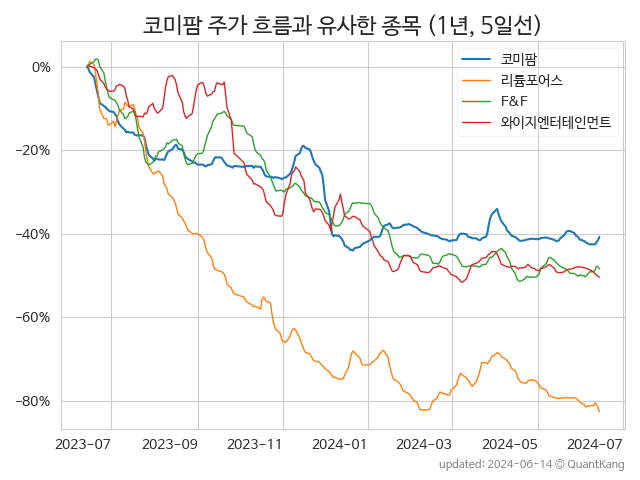 코미팜 주가 흐름과 유사한 종목 (1년, 5일선)
코미팜
리튬포어스
F&F
와이지엔터테인먼트
0%
−20%
−40%
−60%
−80%
2023-07 2023-09 2023-11 2024-01 2024-03 2024-05 2024-07
updated: 2024-06-14 © QuantKang